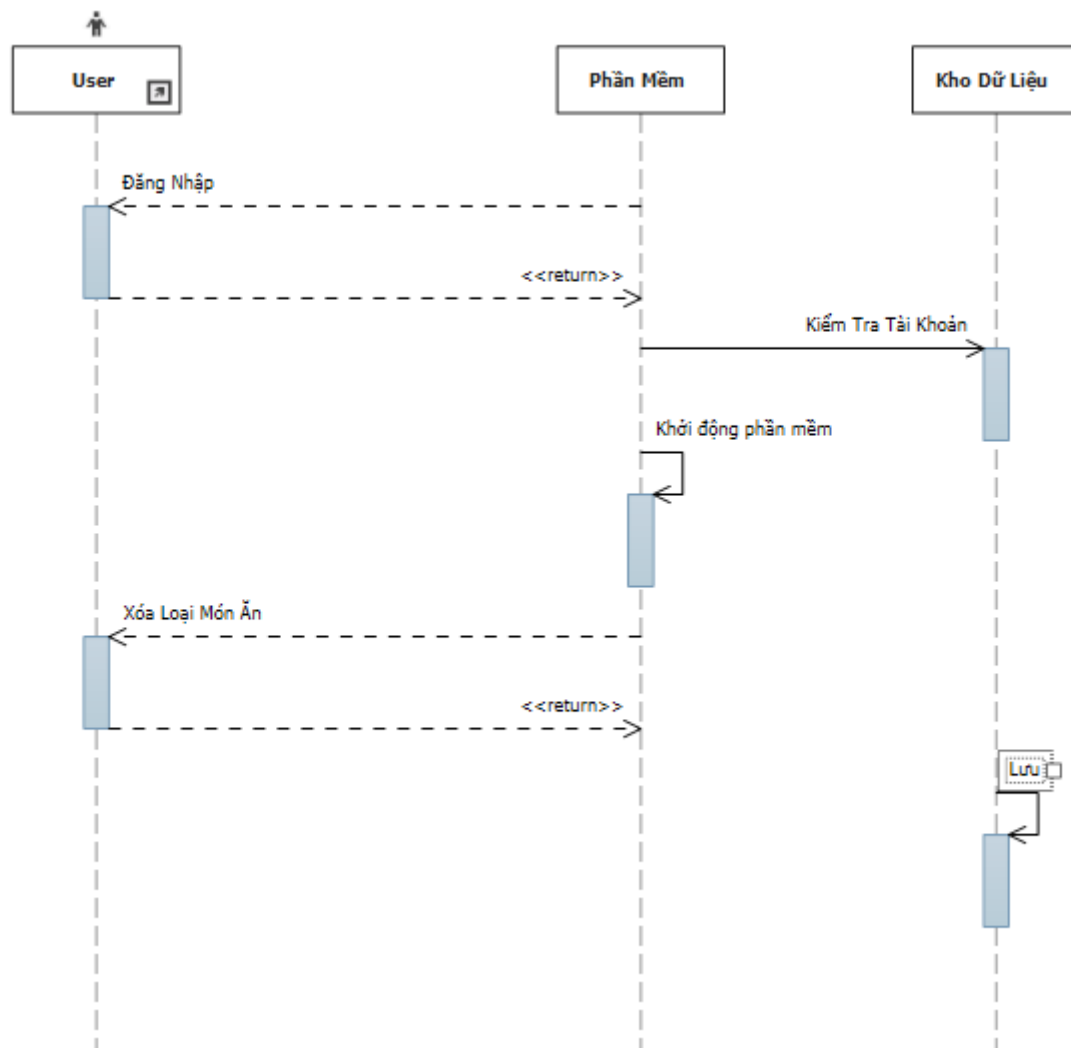 User
Phần Mềm
Kho Dữ Liệu
Đăng Nhập
<<return>>
Kiểm Tra Tài Khoản
Khởi động phần mềm
Xóa Loại Món Ăn
<<return>>
Lưu